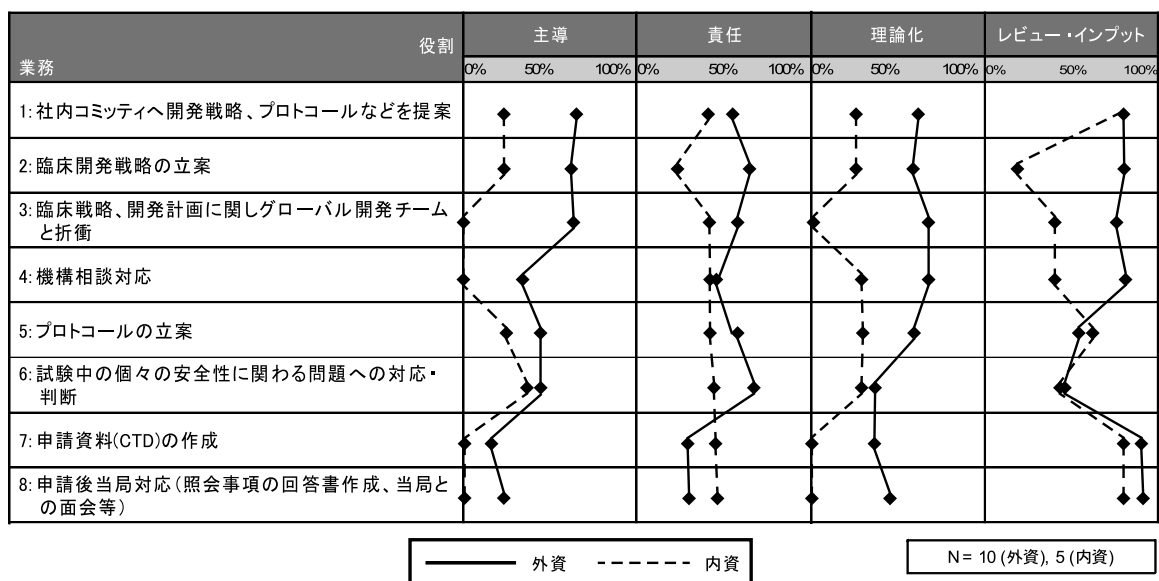 役割
業務
主導
責任
理論化
レビュー・インプット
0% 50% 100%
0% 50% 100%
0% 50% 100%
0% 50% 100%
1:社内コミッティへ開発戦略、プロトコールなどを提案
2:臨床開発戦略の立案
3:臨床戦略、開発計画に関しグローバル開発チーム
と折衝
4:機構相談対応
5:プロトコールの立案
6:試験中の個々の安全性に関わる問題への対応・
判断
7:申請資料(CTD)の作成
8:申請後当局対応(照会事項の回答書作成、当局と
の面会等)
外資 内資
N= 10 (外資), 5 (内資)